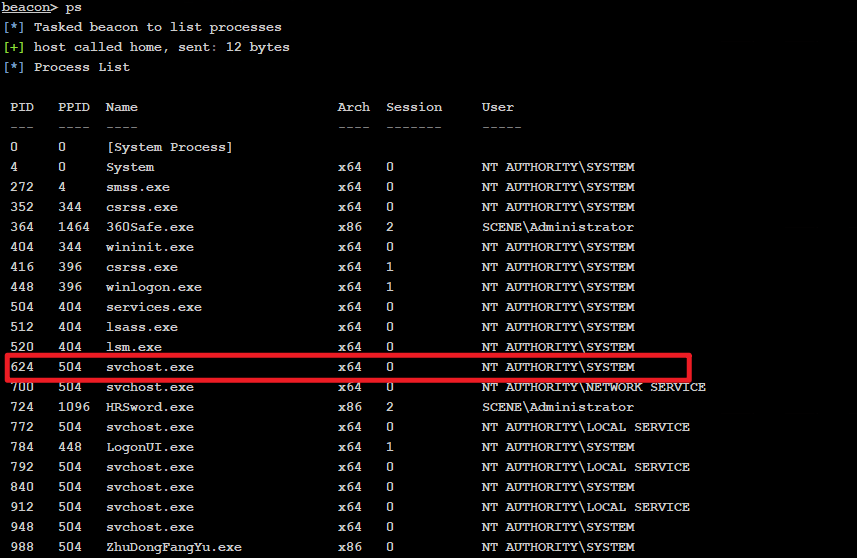 beacon> ps
[*] Tasked beacon to list processes
[+] host called home, sent: 12 bytes
[*] Process List
PID PPID Name Arch Session User
--- ---- ---- ---- ------- -----
0 0 [System Process]
4 0 System x64 0 NT AUTHORITY\SYSTEM
272 4 smss.exe x64 0 NT AUTHORITY\SYSTEM
352 344 csrss.exe x64 0 NT AUTHORITY\SYSTEM
364 1464 360Safe.exe x86 2 SCENE\Administrator
404 344 wininit.exe x64 0 NT AUTHORITY\SYSTEM
416 396 csrss.exe x64 1 NT AUTHORITY\SYSTEM
448 396 winlogon.exe x64 1 NT AUTHORITY\SYSTEM
504 404 services.exe x64 0 NT AUTHORITY\SYSTEM
512 404 lsass.exe x64 0 NT AUTHORITY\SYSTEM
520 404 lsm.exe x64 0 NT AUTHORITY\SYSTEM
624 504 svchost.exe x64 0 NT AUTHORITY\SYSTEM
700 504 svchost.exe x64 0 NT AUTHORITY\NETWORK SERVICE
724 1096 HRSword.exe x86 2 SCENE\Administrator
772 504 svchost.exe x64 0 NT AUTHORITY\LOCAL SERVICE
784 448 LogonUI.exe x64 1 NT AUTHORITY\SYSTEM
792 504 svchost.exe x64 0 NT AUTHORITY\LOCAL SERVICE
840 504 svchost.exe x64 0 NT AUTHORITY\SYSTEM
912 504 svchost.exe x64 0 NT AUTHORITY\LOCAL SERVICE
948 504 svchost.exe x64 0 NT AUTHORITY\SYSTEM
988 504 ZhuDongFangYu.exe x86 0 NT AUTHORITY\SYSTEM